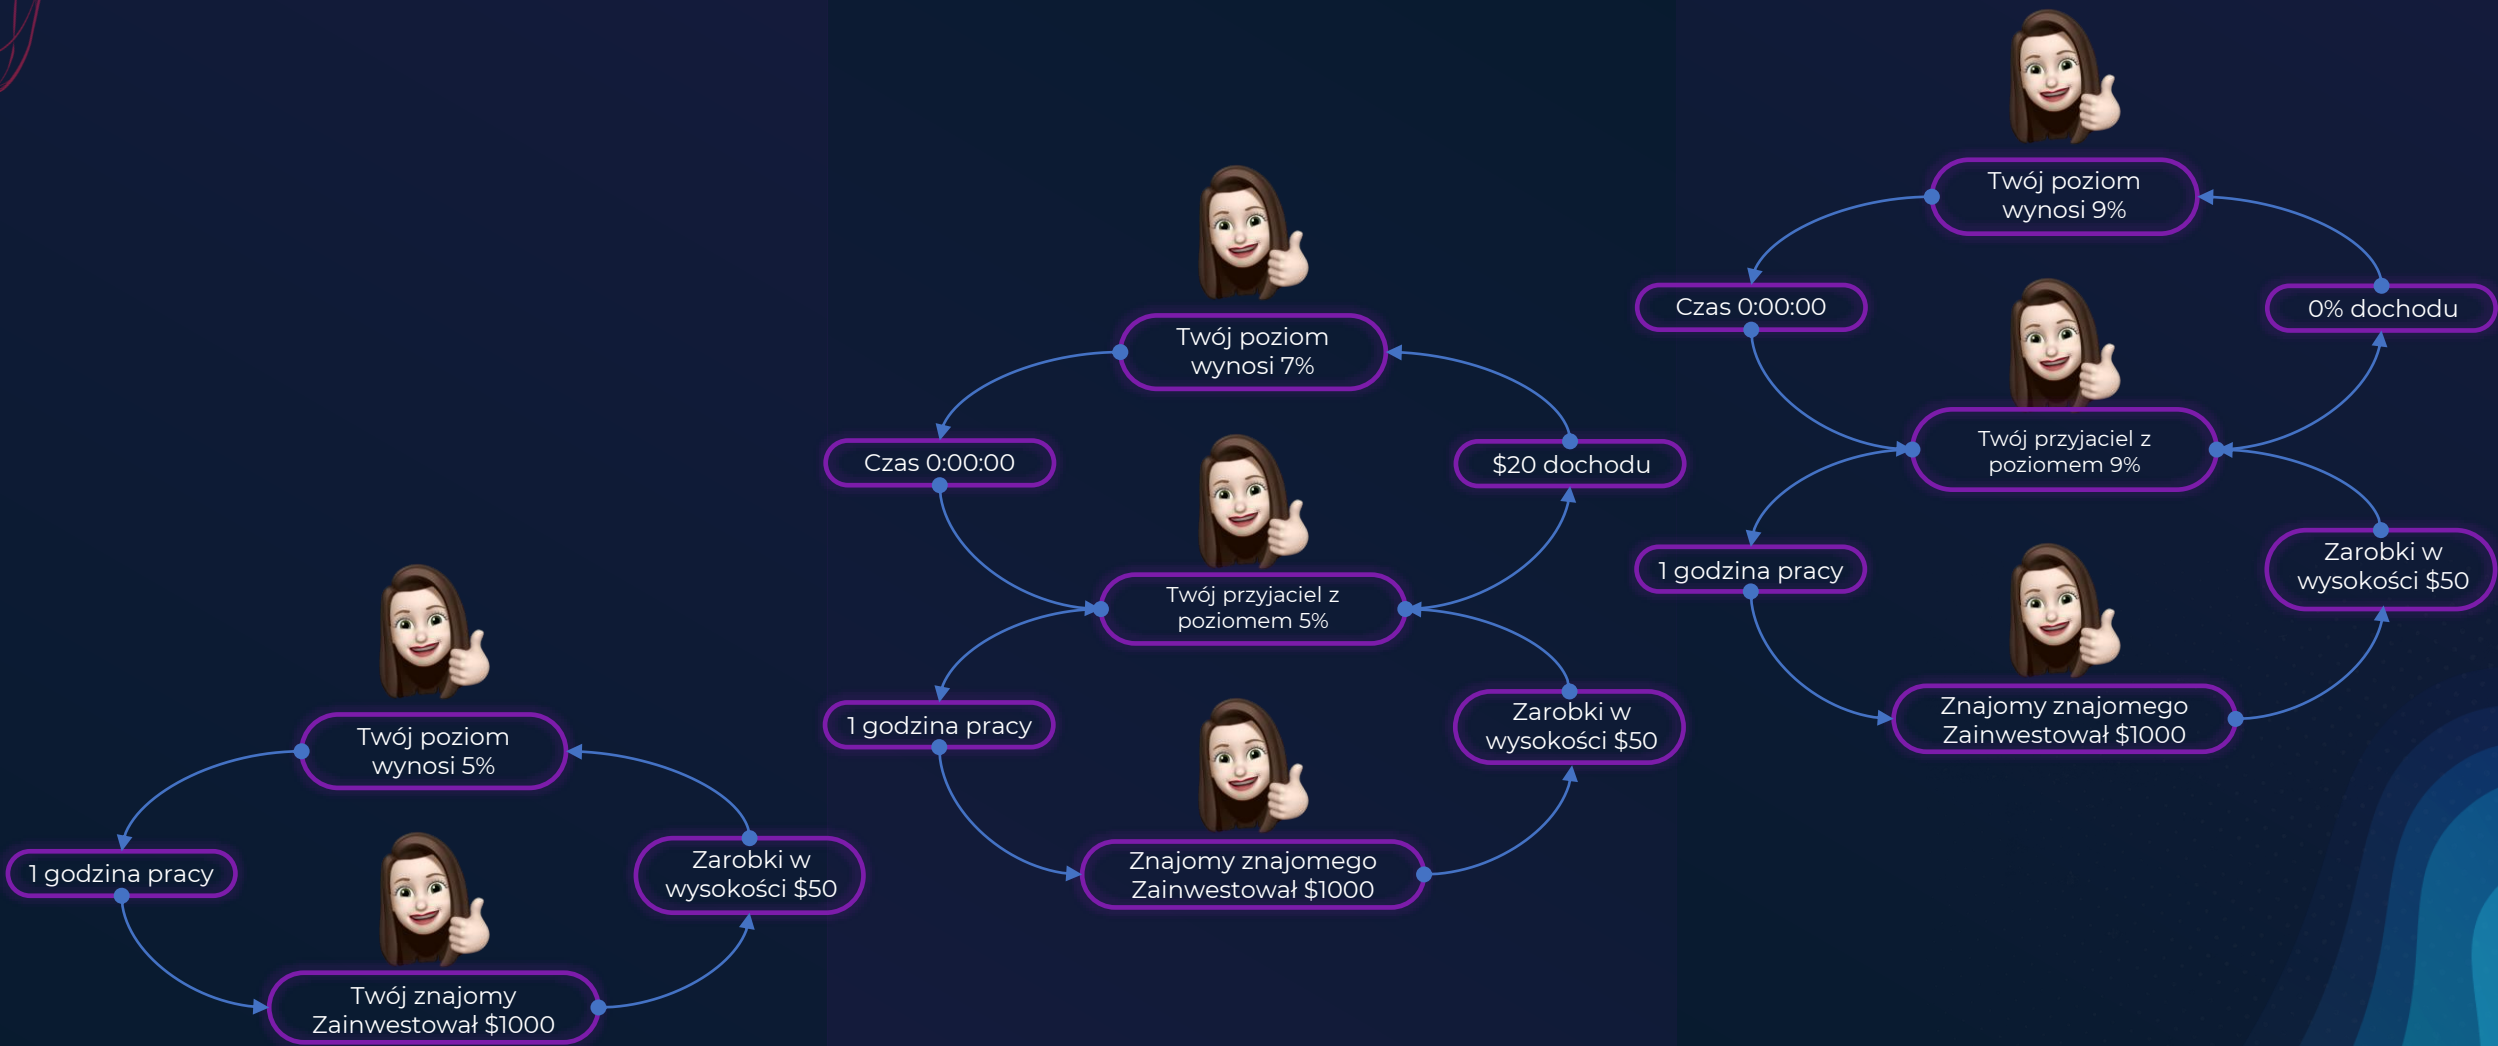 Twój poziom
wynosi 5%
1 godzina pracy
Zarobki w
wysokości $50
Twój znajomy
Zainwestował $1000
Twój poziom
wynosi 7%
Czas 0:00:00
$20 dochodu
Twój przyjaciel z
poziomem 5%
1 godzina pracy
Zarobki w
wysokości $50
Znajomy znajomego
Zainwestował $1000
Twój poziom
wynosi 9%
Czas 0:00:00
0% dochodu
Twój przyjaciel z
poziomem 9%
1 godzina pracy
Zarobki w
wysokości $50
Znajomy znajomego
Zainwestował $1000